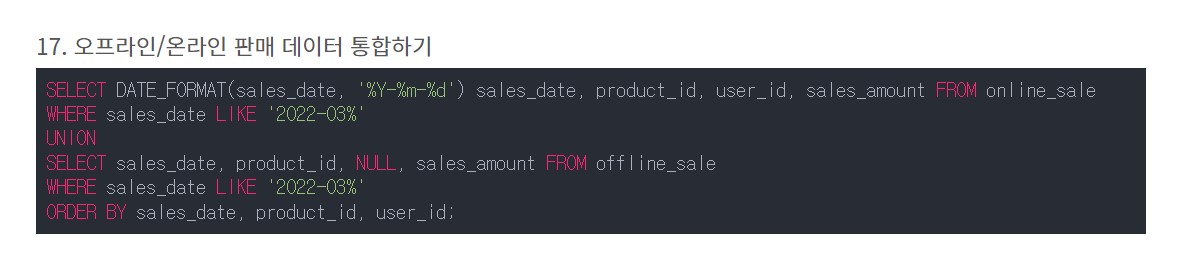 17. 오프라인/온라인 판매 데이터 통합하기
SELECT DATE_FORMAT(sales_date, '%Y-%m-%d') sales_date, product_id, user_id, sales_amount FROM online_sale
WHERE sales_date LIKE '2022-03%'
UNION
SELECT sales_date, product_id, NULL, sales_amount FROM offline_sale
WHERE sales_date LIKE '2022-03%'
ORDER BY sales_date, product_id, user_id;